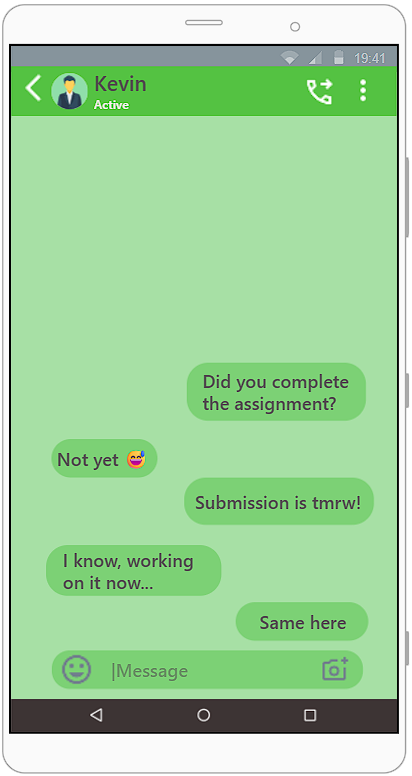 19:41
Kevin
Active
Did you complete
the assignment?
Not yet 😅
Submission is tmrw!
I know, working
on it now...
Same here
|Message